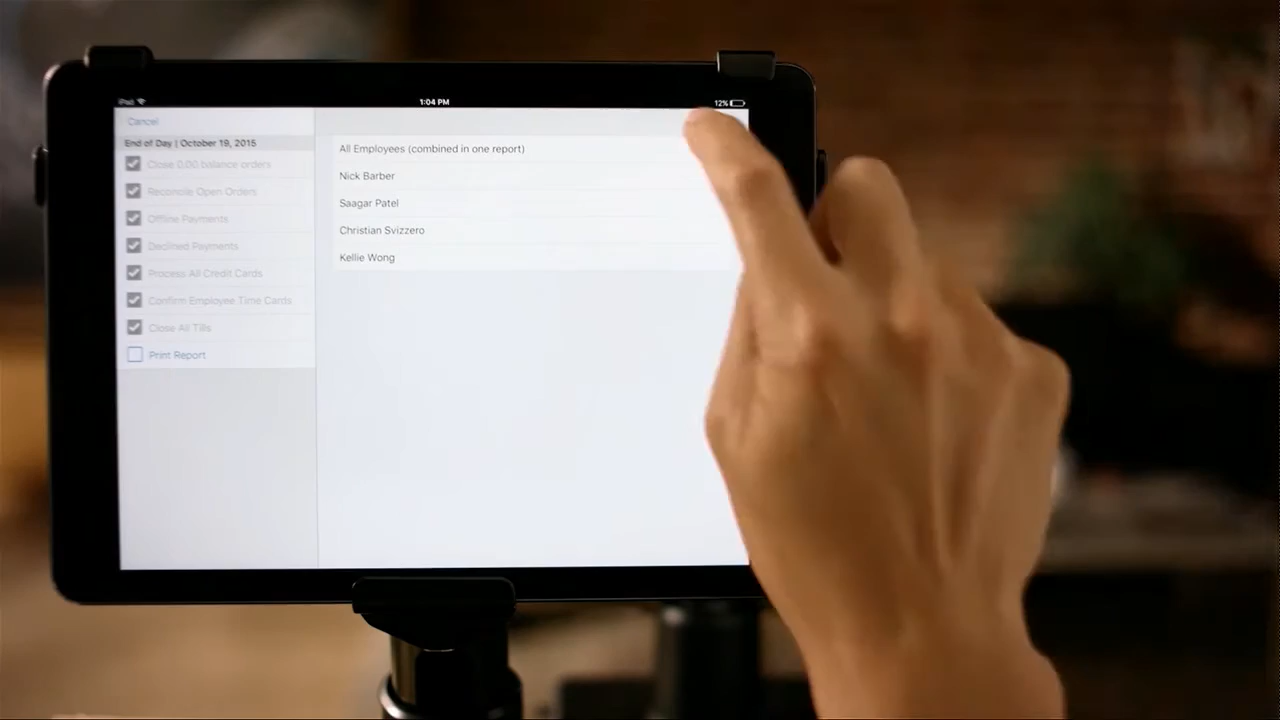 iPad
1:04 PM
12%
Cancel
End of Day | October 19, 2015
Close 0.00 balance orders
Reconcile Open Orders
Offline Payments
Declined Payments
Process All Credit Cards
Confirm Employee Time Cards
Close All Tills
Print Report
All Employees (combined in one report)
Nick Barber
Saagar Patel
Christian Svizzero
Kellie Wong